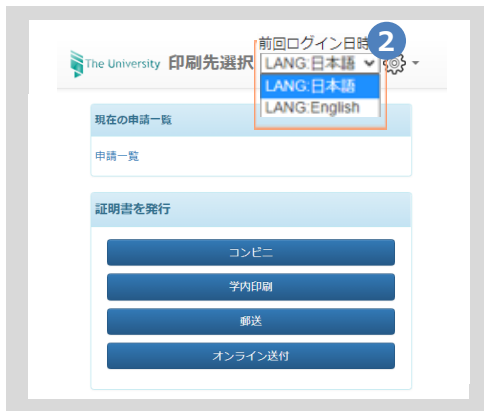 前回ログイン日時
2
The University 印刷先選択
LANG:日本語
LANG:日本語
LANG:English
現在の申請一覧
申請一覧
証明書を発行
コンビニ
学内印刷
郵送
オンライン送付